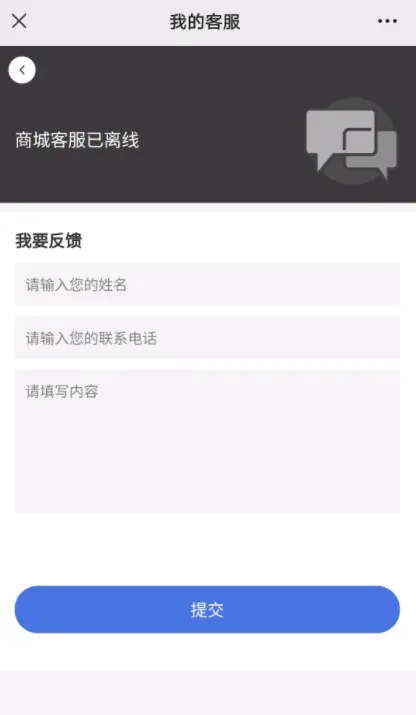 我的客服
商城客服已离线
我要反馈
请输入您的姓名
请输入您的联系电话
请填写内容
提交